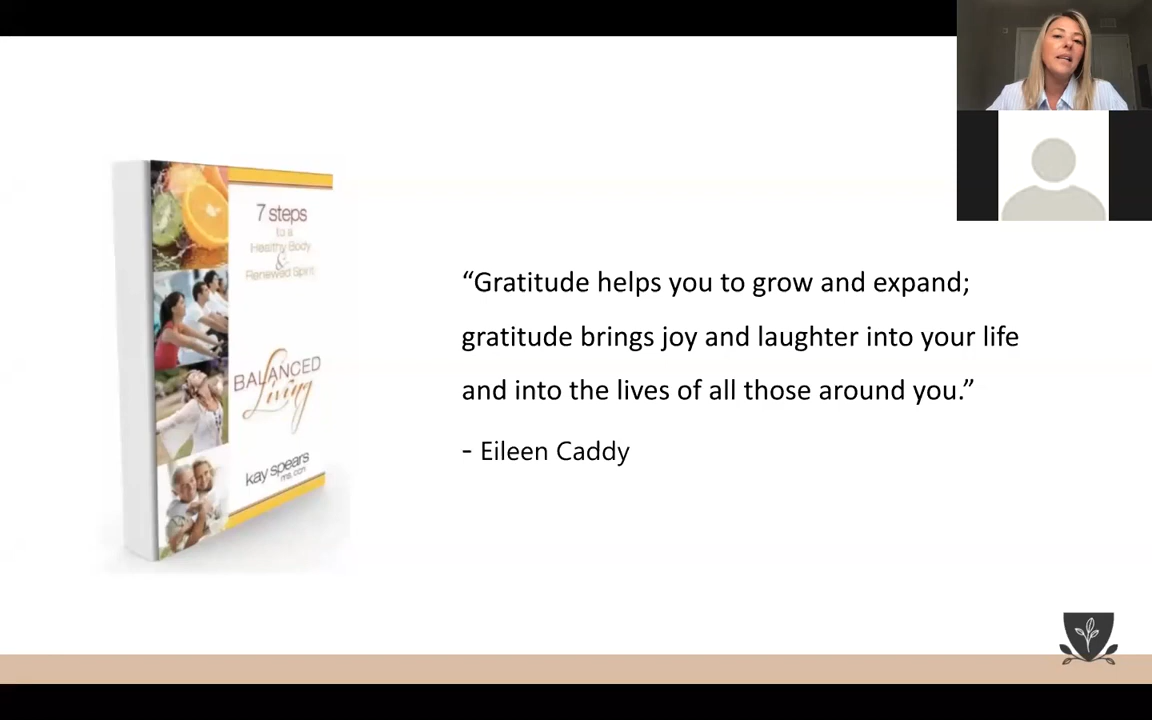 7 steps
to a
Healthy Body
&
Renewed Spirit
BALANCED
Living
kay spears
ms, ccn
“Gratitude helps you to grow and expand;
gratitude brings joy and laughter into your life
and into the lives of all those around you.”
- Eileen Caddy